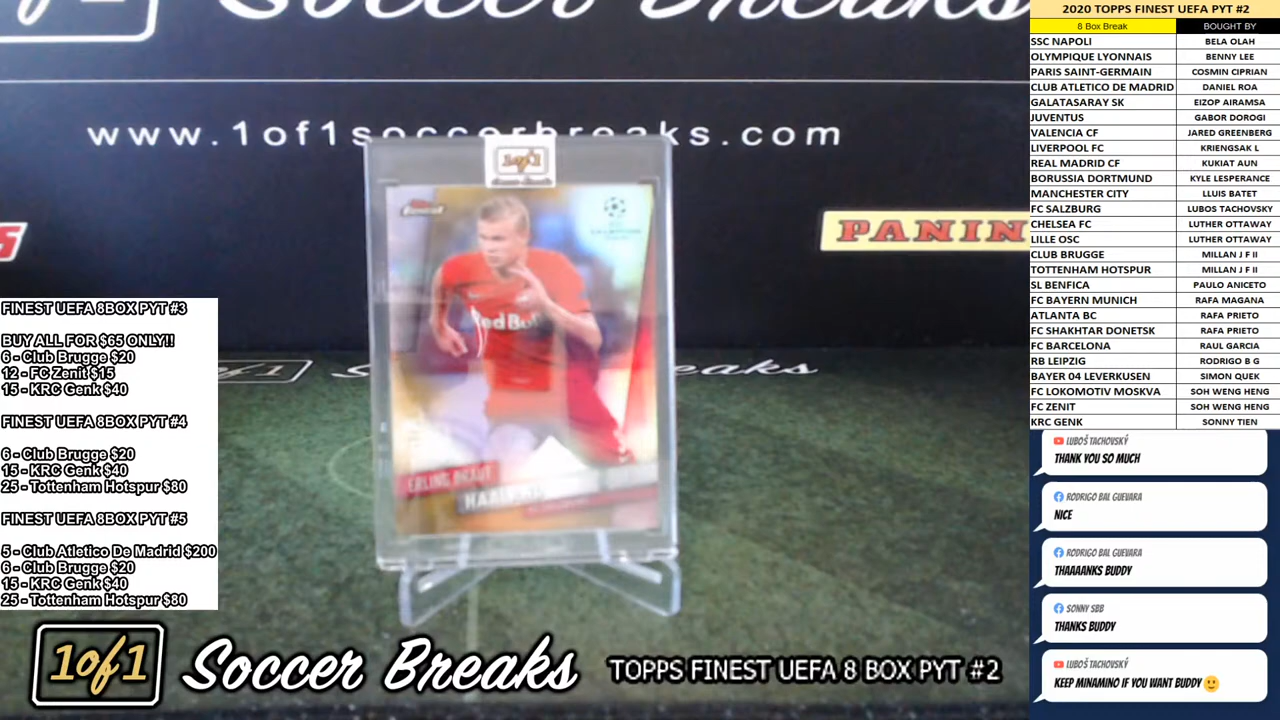 Soccer Breaks
www.1of1soccerbreaks.com
1of1
Finest
PANINI
ERLING BRAUT
FINEST UEFA 8BOX PYT #3
BUY ALL FOR $65 ONLY!!
6 - Club Brugge $20
12 - FC Zenit $15
15 - KRC Genk $40
FINEST UEFA 8BOX PYT #4
6 - Club Brugge $20
15 - KRC Genk $40
25 - Tottenham Hotspur $80
FINEST UEFA 8BOX PYT #5
5 - Club Atletico De Madrid $200
6 - Club Brugge $20
15 - KRC Genk $40
25 - Tottenham Hotspur $80
1of1 Soccer Breaks TOPPS FINEST UEFA 8 BOX PYT #2
2020 TOPPS FINEST UEFA PYT #2
8 Box Break BOUGHT BY
SSC NAPOLI BELA OLAH
OLYMPIQUE LYONNAIS BENNY LEE
PARIS SAINT-GERMAIN COSMIN CIPRIAN
CLUB ATLETICO DE MADRID DANIEL ROA
GALATASARAY SK EIZOP AIRAMSA
JUVENTUS GABOR DOROGI
VALENCIA CF JARED GREENBERG
LIVERPOOL FC KRIENGSAK L
REAL MADRID CF KUKIAT AUN
BORUSSIA DORTMUND KYLE LESPERANCE
MANCHESTER CITY LLUIS BATET
FC SALZBURG LUBOS TACHOVSKY
CHELSEA FC LUTHER OTTAWAY
LILLE OSC LUTHER OTTAWAY
CLUB BRUGGE MILLAN J F II
TOTTENHAM HOTSPUR MILLAN J F II
SL BENFICA PAULO ANICETO
FC BAYERN MUNICH RAFA MAGANA
ATLANTA BC RAFA PRIETO
FC SHAKHTAR DONETSK RAFA PRIETO
FC BARCELONA RAUL GARCIA
RB LEIPZIG RODRIGO B G
BAYER 04 LEVERKUSEN SIMON QUEK
FC LOKOMOTIV MOSKVA SOH WENG HENG
FC ZENIT SOH WENG HENG
KRC GENK SONNY TIEN
LUBOŠ TACHOVSKÝ
THANK YOU SO MUCH
RODRIGO BAL GUEVARA
NICE
RODRIGO BAL GUEVARA
THAAAANKS BUDDY
SONNY SBB
THANKS BUDDY
LUBOŠ TACHOVSKÝ
KEEP MINAMINO IF YOU WANT BUDDY🙂